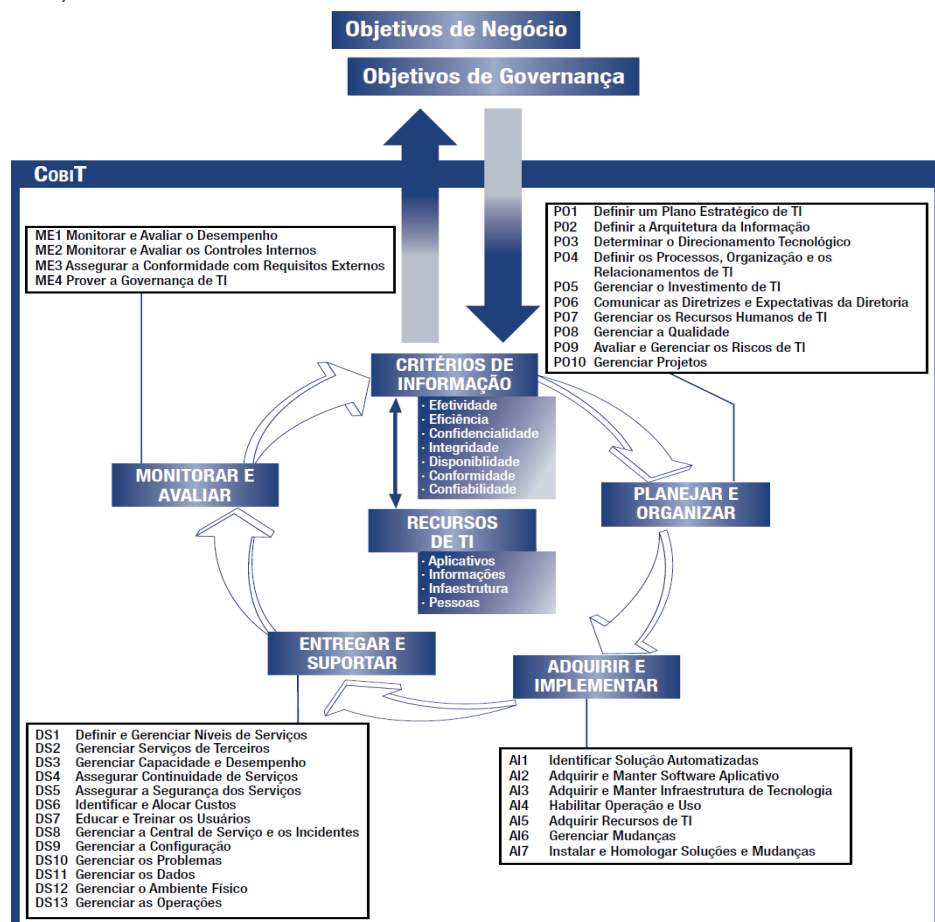 Objetivos de Negócio
Objetivos de Governança
COBIT
ME1 Monitorar e Avaliar o Desempenho
ME2 Monitorar e Avaliar os Controles Internos
ME3 Assegurar a Conformidade com Requisitos Externos
ME4 Prover a Governança de TI
PO1 Definir um Plano Estratégico de TI
PO2 Definir a Arquitetura da Informação
PO3 Determinar o Direcionamento Tecnológico
PO4 Definir os Processos, Organização e os
Relacionamentos de TI
PO5 Gerenciar o Investimento de TI
PO6 Comunicar as Diretrizes e Expectativas da Diretoria
PO7 Gerenciar os Recursos Humanos de TI
PO8 Gerenciar a Qualidade
PO9 Avaliar e Gerenciar os Riscos de TI
PO10 Gerenciar Projetos
CRITÉRIOS DE
INFORMAÇÃO
· Efetividade
· Eficiência
· Confidencialidade
· Integridade
· Disponiblidade
· Conformidade
· Confiabilidade
MONITORAR E
AVALIAR
PLANEJAR E
ORGANIZAR
RECURSOS
DE TI
· Aplicativos
· Informações
· Infaestrutura
· Pessoas
ENTREGAR E
SUPORTAR
ADQUIRIR E
IMPLEMENTAR
DS1 Definir e Gerenciar Níveis de Serviços
DS2 Gerenciar Serviços de Terceiros
DS3 Gerenciar Capacidade e Desempenho
DS4 Assegurar Continuidade de Serviços
DS5 Assegurar a Segurança dos Serviços
DS6 Identificar e Alocar Custos
DS7 Educar e Treinar os Usuários
DS8 Gerenciar a Central de Serviço e os Incidentes
DS9 Gerenciar a Configuração
DS10 Gerenciar os Problemas
DS11 Gerenciar os Dados
DS12 Gerenciar o Ambiente Físico
DS13 Gerenciar as Operações
AI1 Identificar Solução Automatizadas
AI2 Adquirir e Manter Software Aplicativo
AI3 Adquirir e Manter Infraestrutura de Tecnologia
AI4 Habilitar Operação e Uso
AI5 Adquirir Recursos de TI
AI6 Gerenciar Mudanças
AI7 Instalar e Homologar Soluções e Mudanças